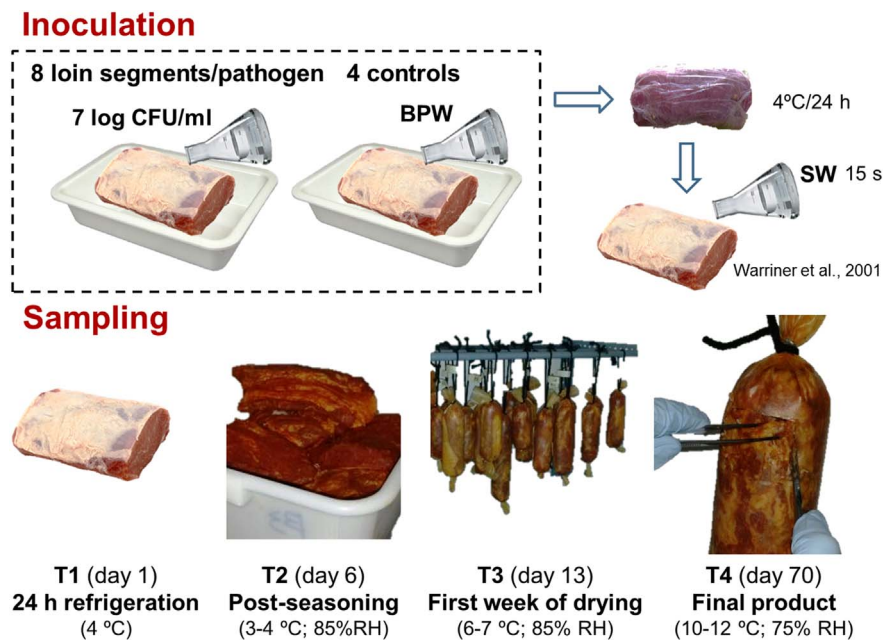 Inoculation
8 loin segments/pathogen
4 controls
7 log CFU/ml
BPW
4ºC/24 h
SW 15 s
Warriner et al., 2001
Sampling
T1 (day 1)
24 h refrigeration
(4 ºC)
T2 (day 6)
Post-seasoning
(3-4 ºC; 85%RH)
T3 (day 13)
First week of drying
(6-7 ºC; 85% RH)
T4 (day 70)
Final product
(10-12 ºC; 75% RH)